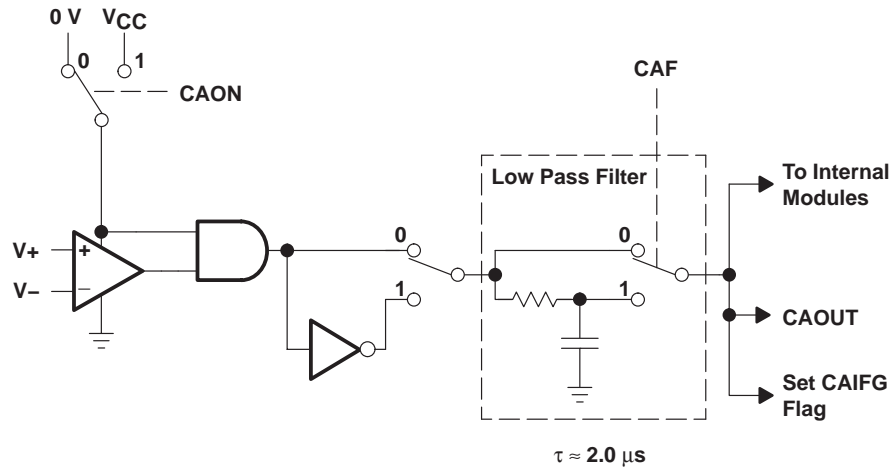 0 V VCC
0 1
CAON
CAF
Low Pass Filter
To Internal
Modules
V+ +
V− −
0
1
0
1
CAOUT
Set CAIFG
Flag
τ ≈ 2.0 μs